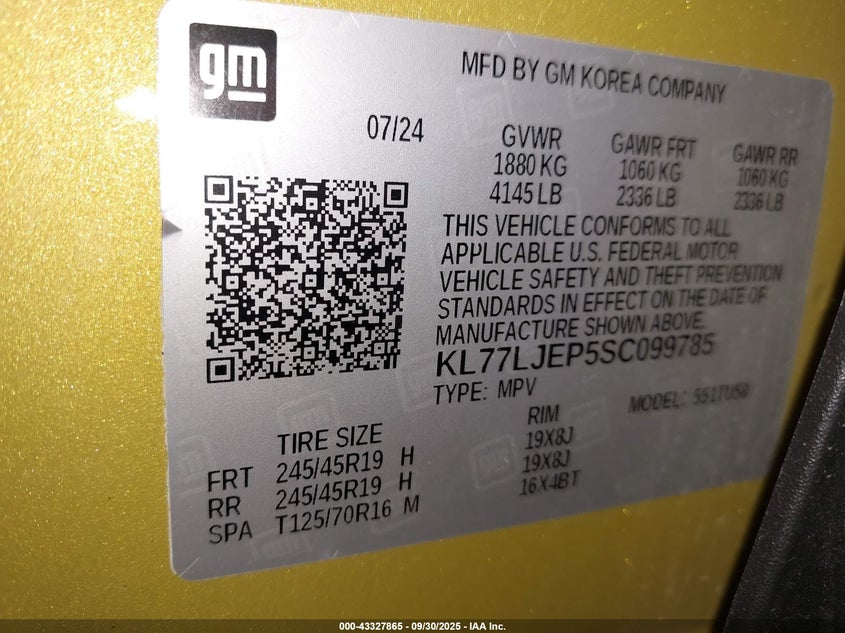 gm
MFD BY GM KOREA COMPANY
07/24
GVWR GAWR FRT GAWR RR
1880 KG 1060 KG 1060 KG
4145 LB 2336 LB 2336 LB
THIS VEHICLE CONFORMS TO ALL
APPLICABLE U.S. FEDERAL MOTOR
VEHICLE SAFETY AND THEFT PREVENTION
STANDARDS IN EFFECT ON THE DATE OF
MANUFACTURE SHOWN ABOVE.
KL77LJEP5SC099785
TYPE: MPV MODEL:
TIRE SIZE RIM
FRT 245/45R19 H 19X8J
RR 245/45R19 H 19X8J
SPA T125/70R16 M 16X4BT
000-43327865 - 09/30/2025 - IAA Inc.